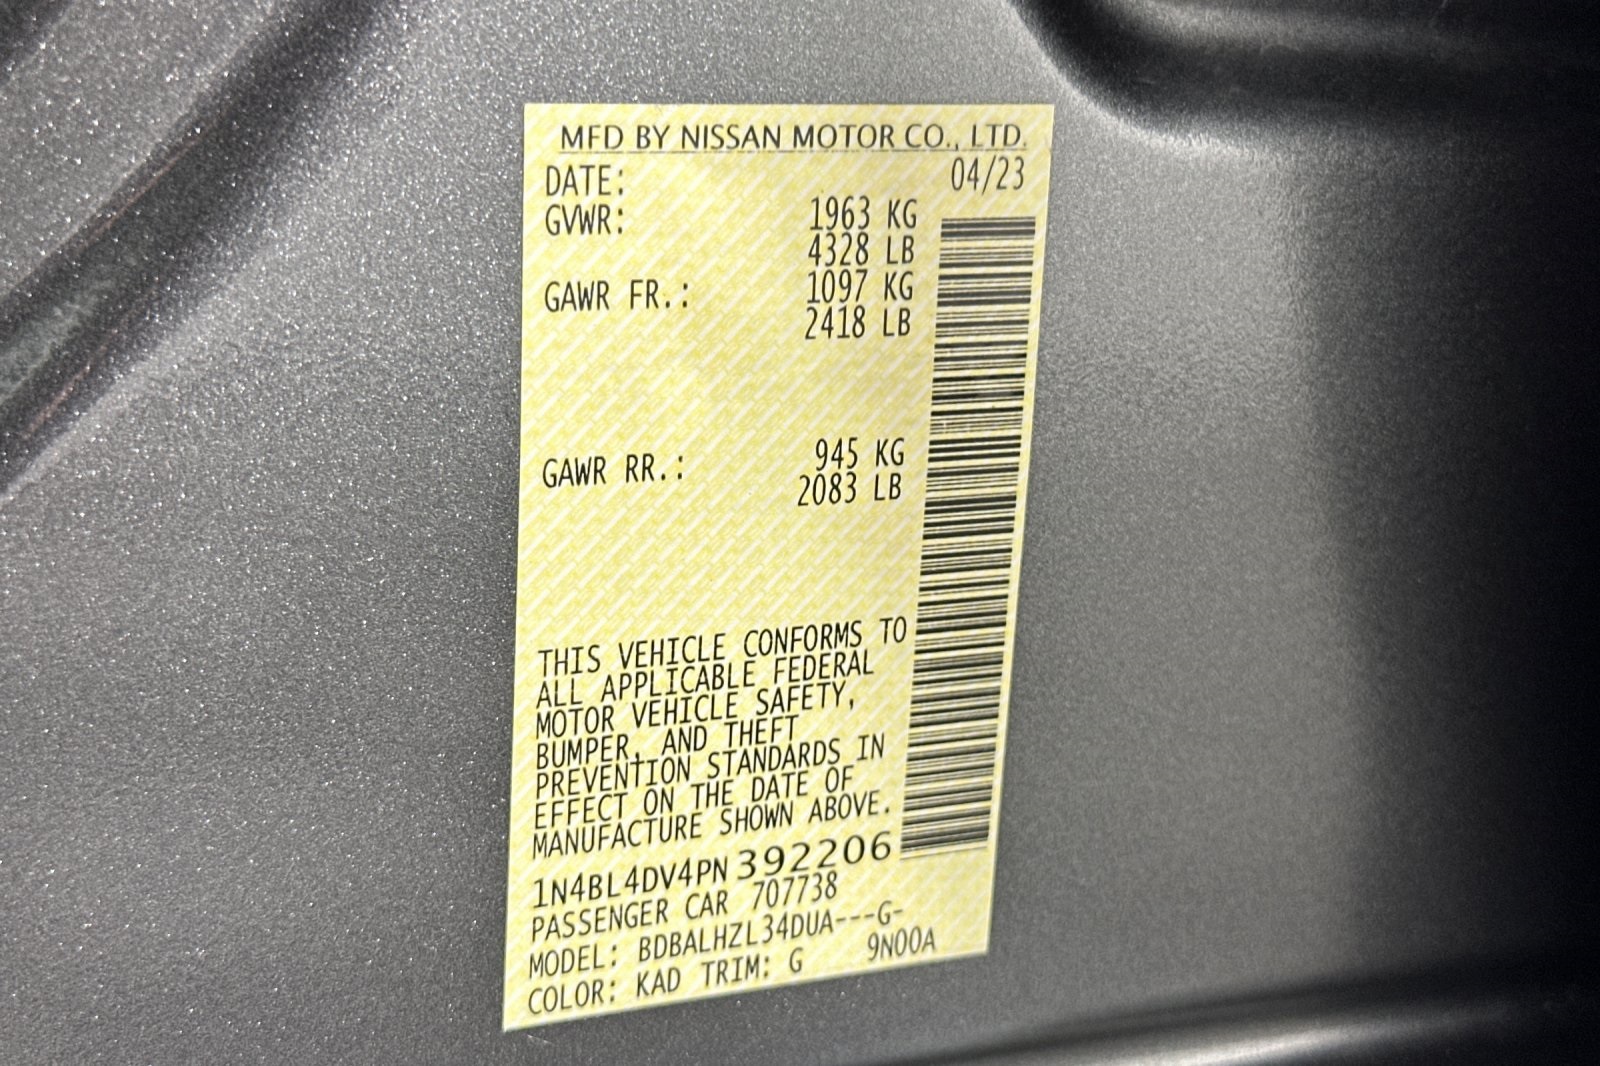 MFD BY NISSAN MOTOR CO., LTD.
DATE: 04/23
GVWR: 1963 KG
4328 LB
GAWR FR.: 1097 KG
2418 LB
GAWR RR.: 945 KG
2083 LB
THIS VEHICLE CONFORMS TO
ALL APPLICABLE FEDERAL
MOTOR VEHICLE SAFETY,
BUMPER, AND THEFT
PREVENTION STANDARDS IN
EFFECT ON THE DATE OF
MANUFACTURE SHOWN ABOVE.
1N4BL4DV4PN392206
PASSENGER CAR 707738
MODEL: BDBALHZL34DUA---G-
COLOR: KAD TRIM: G 9N00A